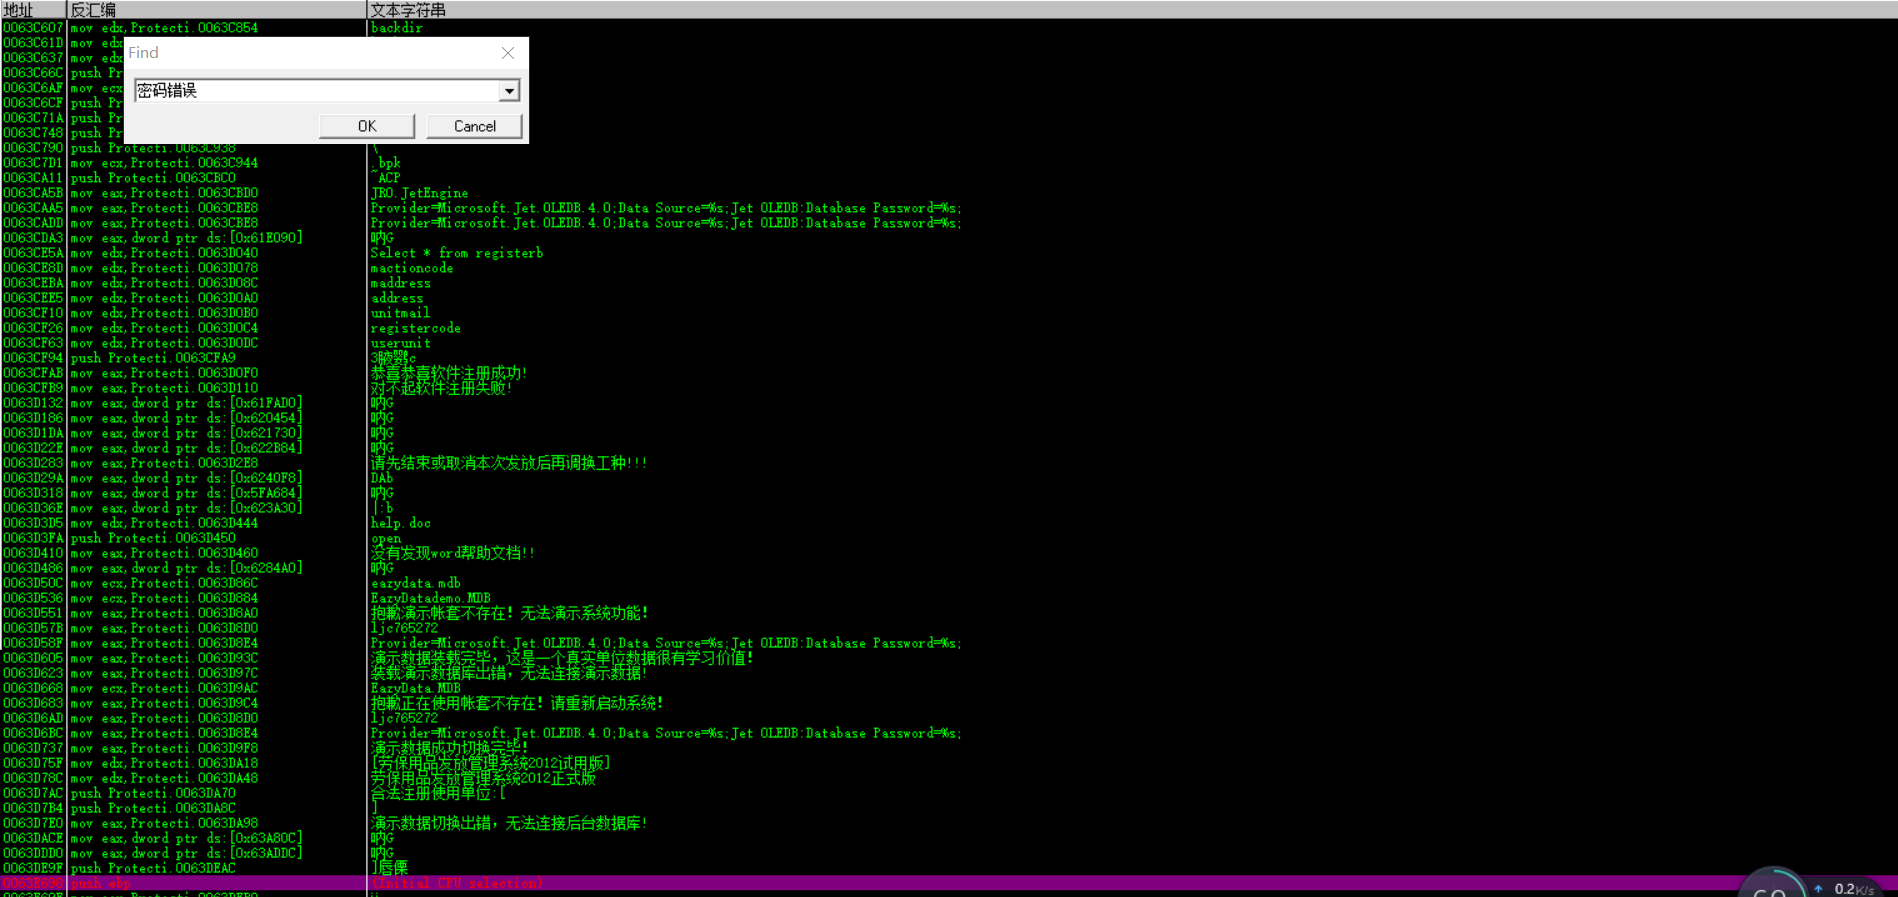 地址 反汇编 文本字符串
0063C607 mov edx,Protecti.0063C854 backdir
0063C61D mov edx
Find
0063C637 mov edx
0063C66C push Pr
0063C6AF mov ecx
密码错误
0063C6CF push Pr
0063C71A push Pr
OK Cancel
0063C748 push Pr
0063C790 push Protecti.0063C938 \
0063C7D1 mov ecx,Protecti.0063C944 .bpk
0063CA11 push Protecti.0063CBC0 ~ACP
0063CA5B mov eax,Protecti.0063CBD0 JRO.JetEngine
0063CAA5 mov eax,Protecti.0063CBE8 Provider=Microsoft.Jet.OLEDB.4.0;Data Source=%s;Jet OLEDB:Database Password=%s;
0063CADD mov eax,Protecti.0063CBE8 Provider=Microsoft.Jet.OLEDB.4.0;Data Source=%s;Jet OLEDB:Database Password=%s;
0063CDA3 mov eax,dword ptr ds:[0x61E090] 呐G
0063CE5A mov edx,Protecti.0063D040 Select * from registerb
0063CE8D mov edx,Protecti.0063D078 mactioncode
0063CEBA mov edx,Protecti.0063D08C maddress
0063CEE5 mov edx,Protecti.0063D0A0 address
0063CF10 mov edx,Protecti.0063D0B0 unitmail
0063CF26 mov edx,Protecti.0063D0C4 registercode
0063CF63 mov edx,Protecti.0063D0DC userunit
0063CF94 push Protecti.0063CFA9
0063CFAB mov eax,Protecti.0063D0F0 恭喜恭喜软件注册成功!
0063CFB9 mov eax,Protecti.0063D110 对不起软件注册失败!
0063D132 mov eax,dword ptr ds:[0x61FAD0] 呐G
0063D186 mov eax,dword ptr ds:[0x620454] 呐G
0063D1DA mov eax,dword ptr ds:[0x621730] 呐G
0063D22E mov eax,dword ptr ds:[0x622B84] 呐G
0063D283 mov eax,Protecti.0063D2E8 请先结束或取消本次发放后再调换工种!!!
0063D29A mov eax,dword ptr ds:[0x6240F8] DAb
0063D318 mov eax,dword ptr ds:[0x5FA684] 呐G
0063D36E mov eax,dword ptr ds:[0x623A30] |:b
0063D3D5 mov edx,Protecti.0063D444 help.doc
0063D3FA push Protecti.0063D450 open
0063D410 mov eax,Protecti.0063D460 没有发现word帮助文档!!
0063D486 mov eax,dword ptr ds:[0x6284A0] 呐G
0063D50C mov ecx,Protecti.0063D86C eazydata.mdb
0063D536 mov ecx,Protecti.0063D884 EazyDatademo.MDB
0063D551 mov eax,Protecti.0063D8A0 抱歉演示帐套不存在! 无法演示系统功能!
0063D57B mov eax,Protecti.0063D8D0 ljc765272
0063D58F mov eax,Protecti.0063D8E4 Provider=Microsoft.Jet.OLEDB.4.0;Data Source=%s;Jet OLEDB:Database Password=%s;
0063D605 mov eax,Protecti.0063D93C 演示数据装载完毕，这是一个真实单位数据很有学习价值!
0063D623 mov eax,Protecti.0063D97C 装载演示数据库出错，无法连接演示数据!
0063D668 mov ecx,Protecti.0063D9AC EazyData.MDB
0063D683 mov eax,Protecti.0063D9C4 抱歉正在使用帐套不存在! 请重新启动系统!
0063D6AD mov eax,Protecti.0063D8D0 ljc765272
0063D6BC mov eax,Protecti.0063D8E4 Provider=Microsoft.Jet.OLEDB.4.0;Data Source=%s;Jet OLEDB:Database Password=%s;
0063D737 mov eax,Protecti.0063D9F8 演示数据成功切换完毕!
0063D75F mov edx,Protecti.0063DA18 [劳保用品发放管理系统2012试用版]
0063D78C mov edx,Protecti.0063DA48 劳保用品发放管理系统2012正式版
0063D7AC push Protecti.0063DA70 合法注册使用单位:[
0063D7B4 push Protecti.0063DA8C ]
0063D7E0 mov eax,Protecti.0063DA98 演示数据切换出错，无法连接后台数据库!
0063DACE mov eax,dword ptr ds:[0x63A80C] 呐G
0063DDD0 mov eax,dword ptr ds:[0x63ADDC] 呐G
0063DE9F push Protecti.0063DEAC
0063E698 push ebp (Initial CPU selection)
0.2K/s